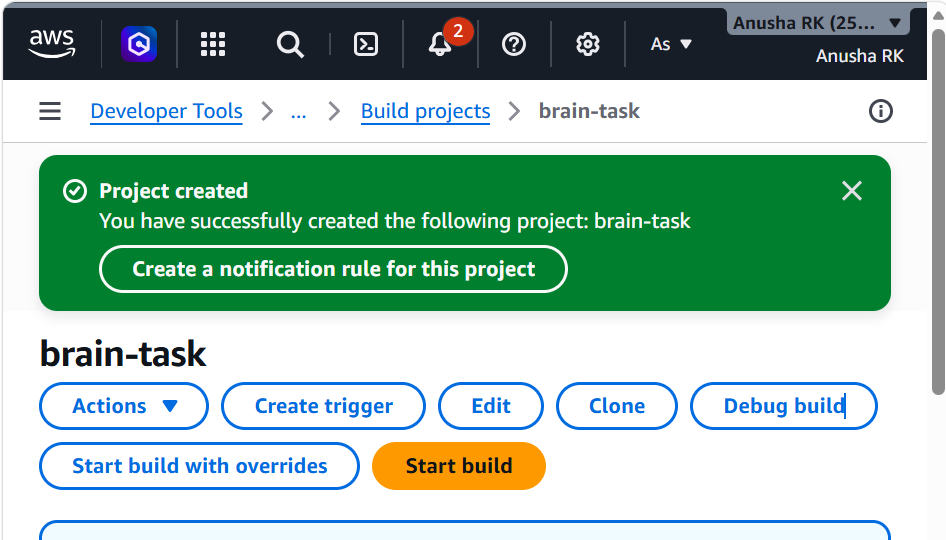 aws
2
As
Anusha RK (25...
Anusha RK
Developer Tools
...
Build projects
brain-task
Project created
You have successfully created the following project: brain-task
Create a notification rule for this project
brain-task
Actions
Create trigger
Edit
Clone
Debug build
Start build with overrides
Start build